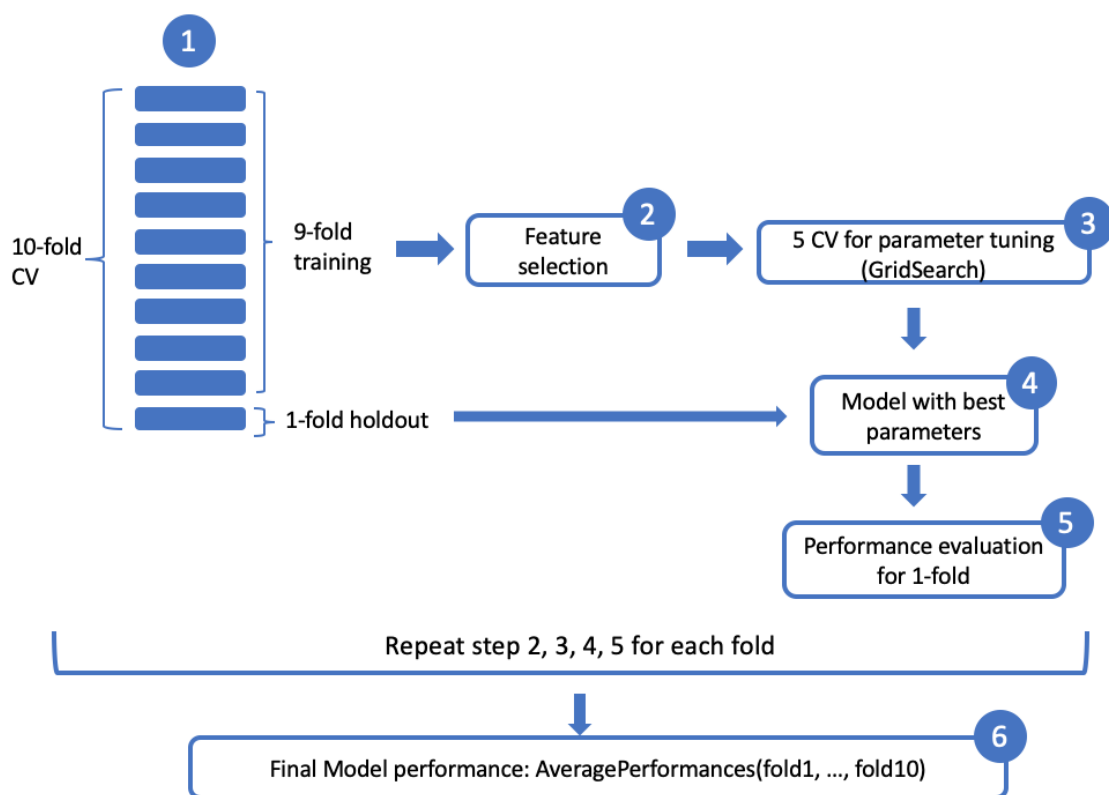 1
10-fold
CV
9-fold
training
1-fold holdout
2
Feature
selection
3
5 CV for parameter tuning
(GridSearch)
4
Model with best
parameters
5
Performance evaluation
for 1-fold
Repeat step 2, 3, 4, 5 for each fold
6
Final Model performance: AveragePerformances(fold1, ..., fold10)